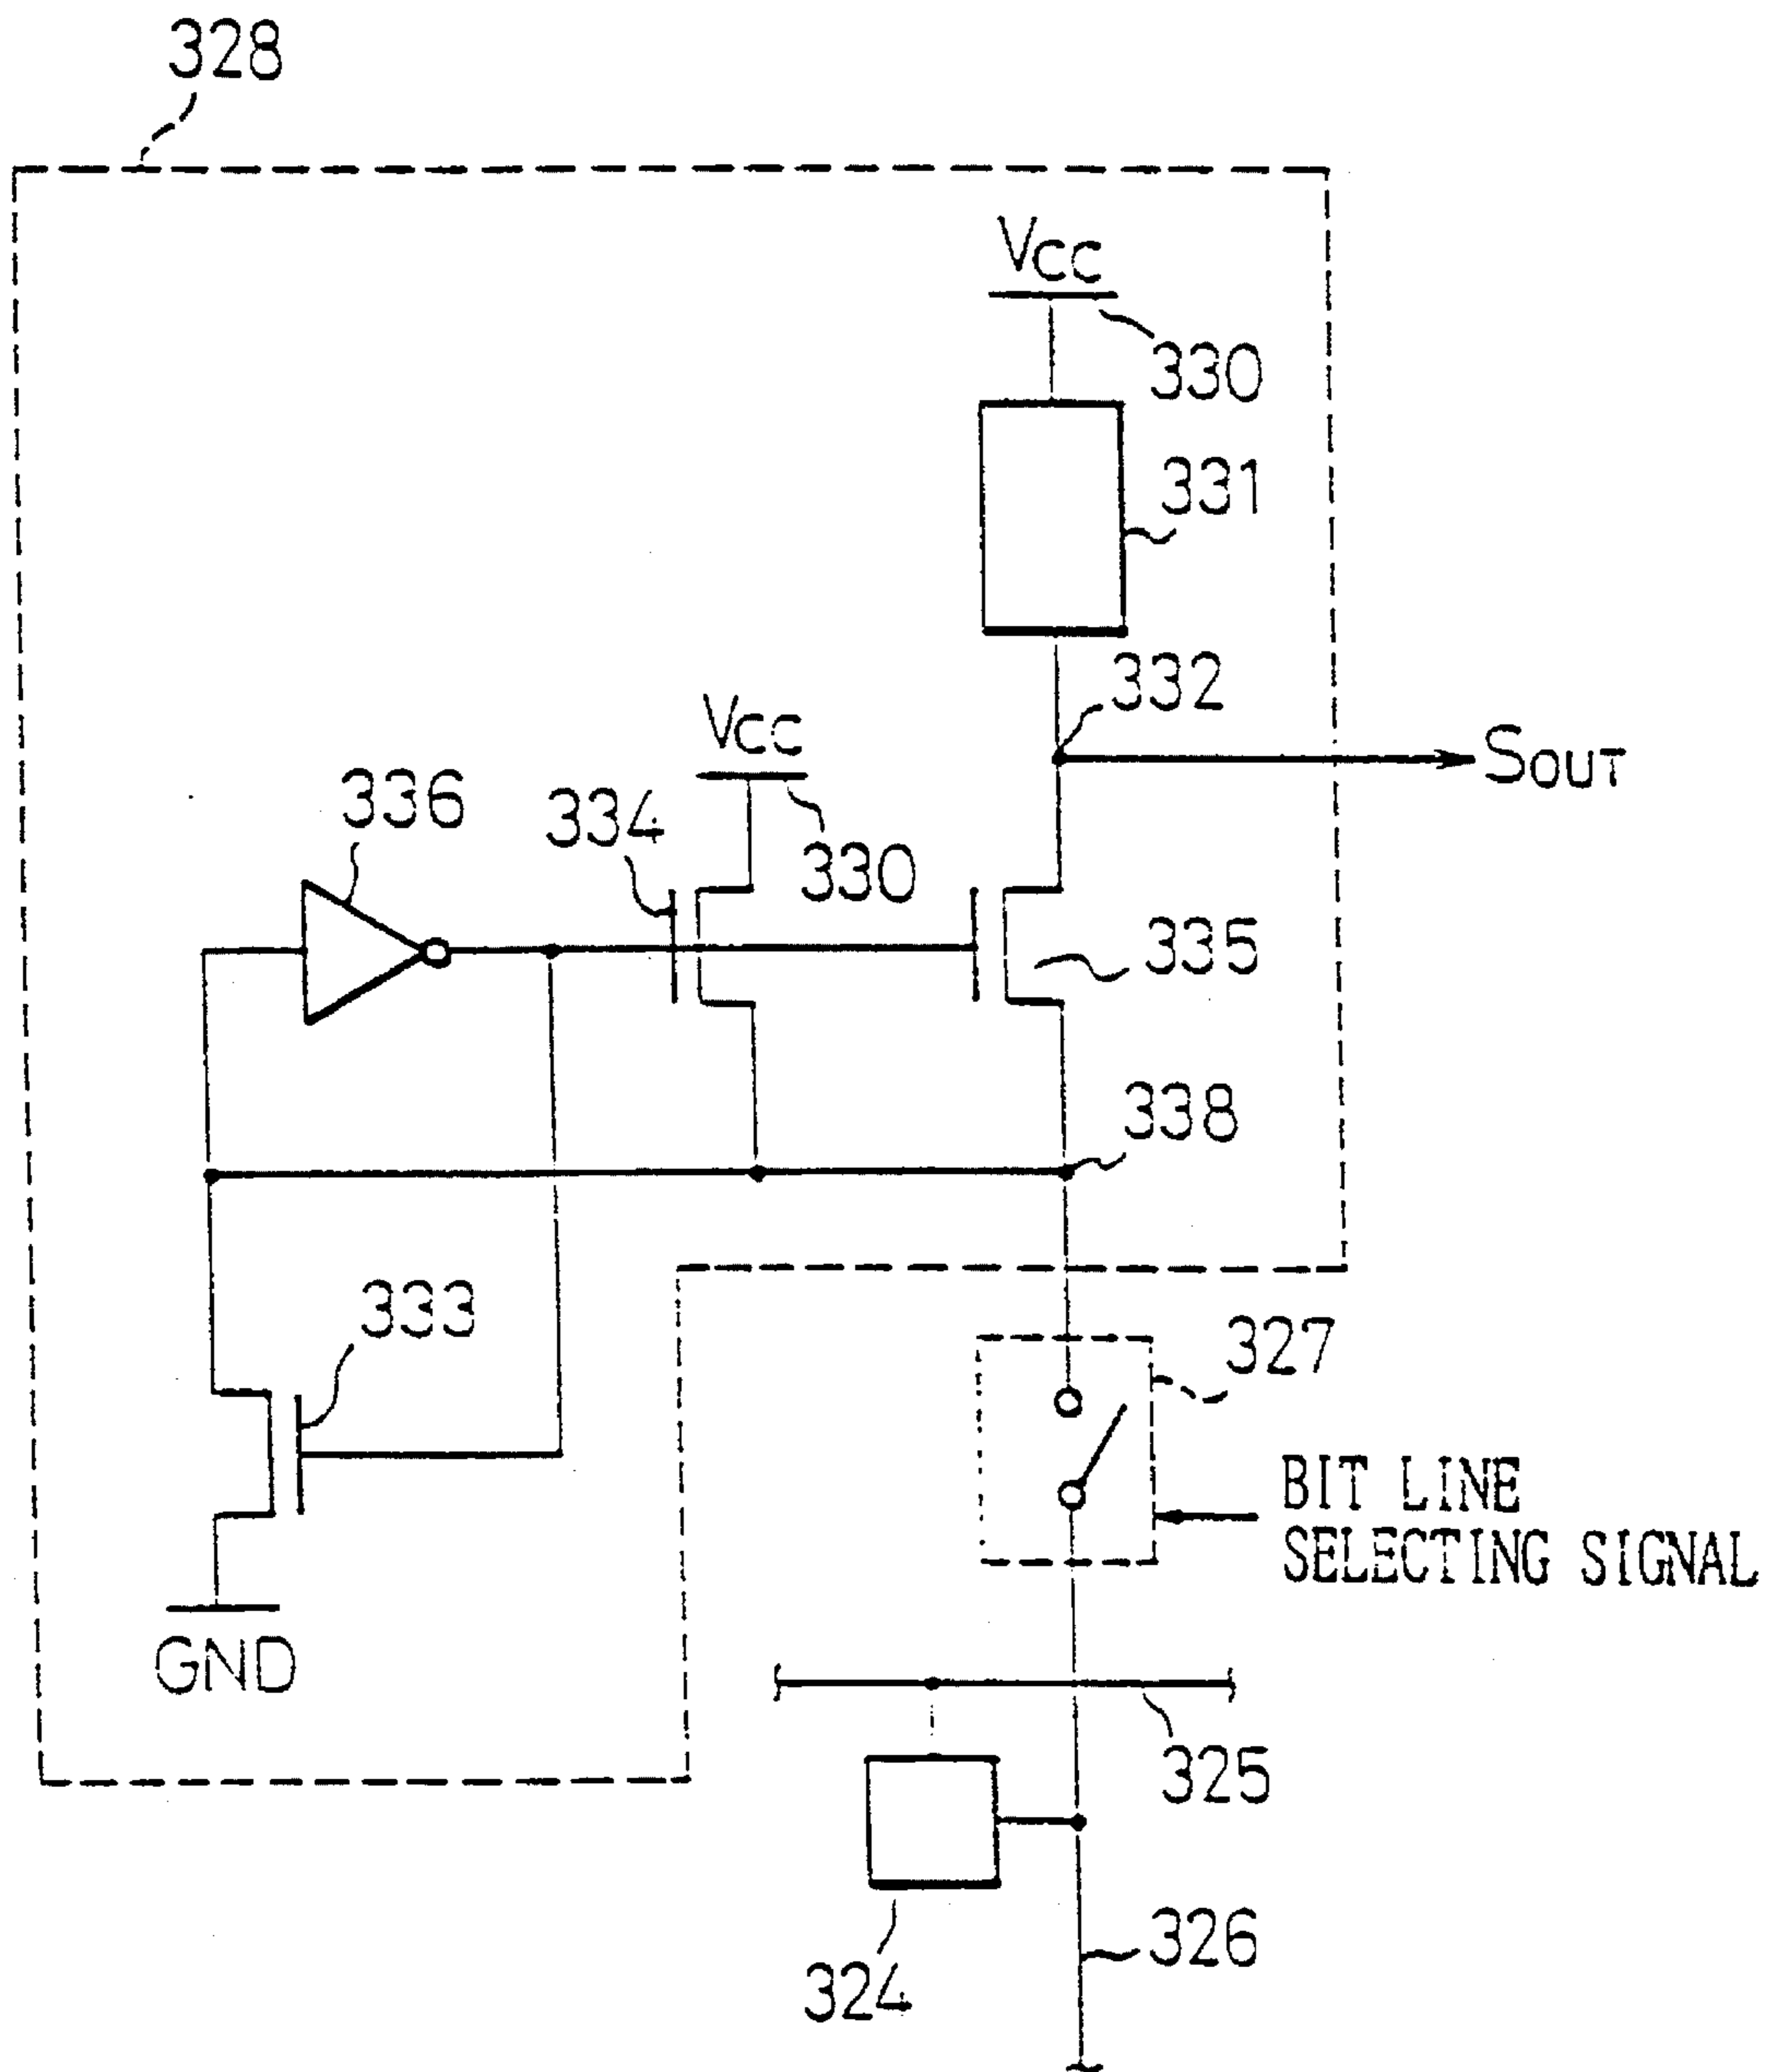 328
VCC
330
331
332
VCC
SOUT
336
334
330
335
338
333
327
BIT LINE
SELECTING SIGNAL
GND
325
324
326